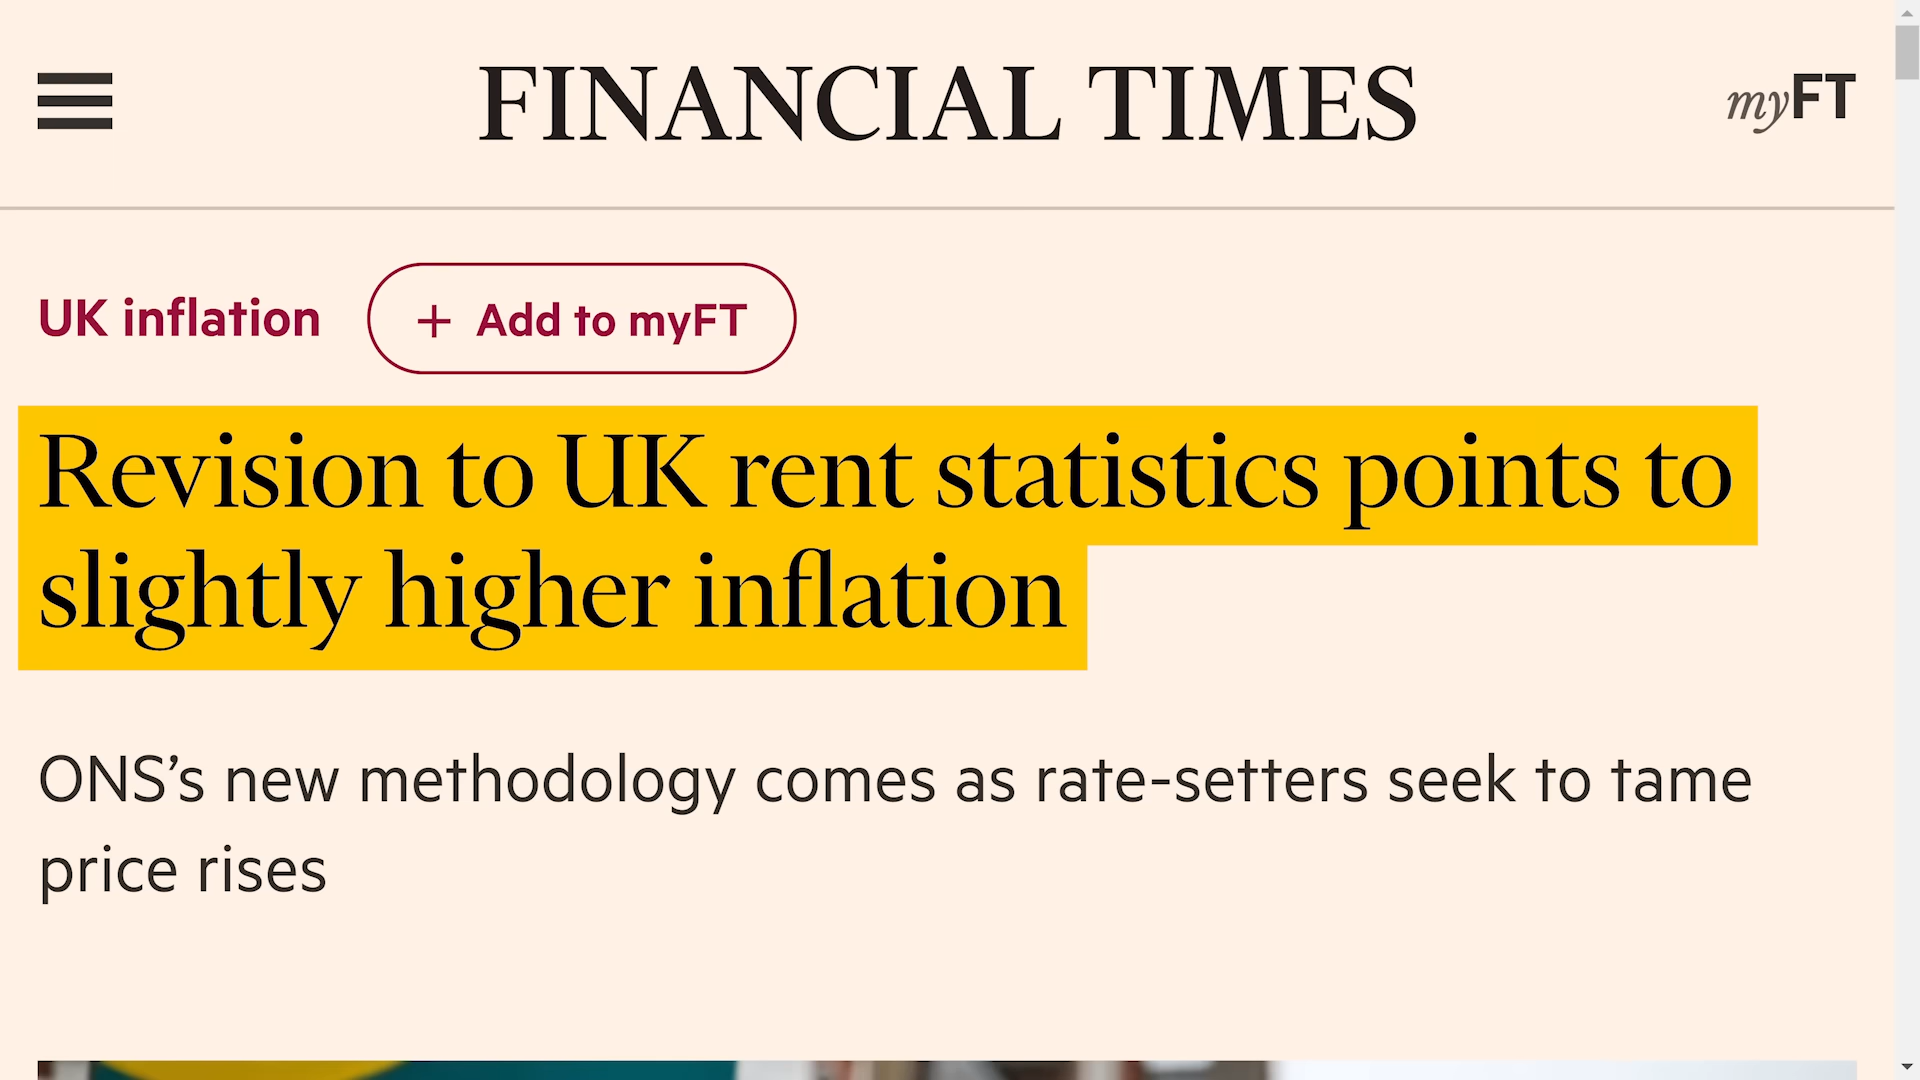 FINANCIAL TIMES
myFT
UK inflation
+ Add to myFT
Revision to UK rent statistics points to
slightly higher inflation
ONS’s new methodology comes as rate-setters seek to tame
price rises